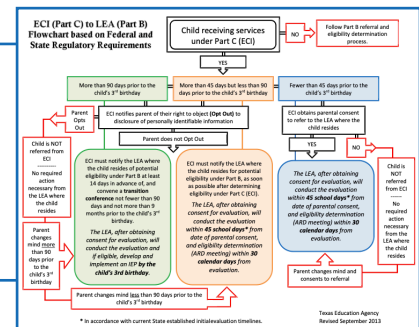 ECI (Part C) to LEA (Part B)
Flowchart based on Federal and
State Regulatory Requirements
Child receiving services
under Part C (ECI)
NO
Follow Part B referral and
eligibility determination
process.
YES
More than 90 days prior to the
child's 3rd birthday
More than 45 days but less than 90
days prior to the child's 3rd birthday
Fewer than 45 days prior to the
child's 3rd birthday
Parent
Opts
Out
ECI notifies parent of their right to object (Opt Out) to
disclosure of personally identifiable information
ECI obtains parental consent
to refer to the LEA where the
child resides
Parent does not Opt Out
YES
NO
Child is NOT
referred from
ECI
No
required
action
necessary
from the LEA
where the
child resides
ECI must notify the LEA where
the child resides of potential
eligibility under Part B at least
14 days in advance of, and
convene a transition
conference not fewer than 90
days and not more than 9
months prior to the child's 3rd
birthday.
The LEA, after obtaining
consent for evaluation, will
conduct the evaluation and
if eligible, develop and
implement an IEP by the
child's 3rd birthday.
ECI must notify the LEA where the
child resides for potential
eligibility under Part B, as soon
as possible after determining
eligibility under Part C (ECI).
The LEA, after obtaining
consent for evaluation, will
conduct the evaluation
within 45 school days* from
date of parental consent,
and eligibility determination
(ARD meeting) within 30
calendar days from
evaluation.
The LEA, after obtaining
consent for evaluation, will
conduct the evaluation
within 45 school days* from
date of parental consent,
and eligibility determination
(ARD meeting) within 30
calendar days from
evaluation.
Child is NOT
referred from
ECI
No
required
action
necessary
from the LEA
where the
child resides
Parent
changes mind
more than 90
days prior to
the child's 3rd
birthday
Parent changes mind and
consents to referral
Parent changes mind less than 90 days prior to the
child's 3rd birthday
* In accordance with current State established initial evaluation timelines.
Texas Education Agency
Revised September 2013